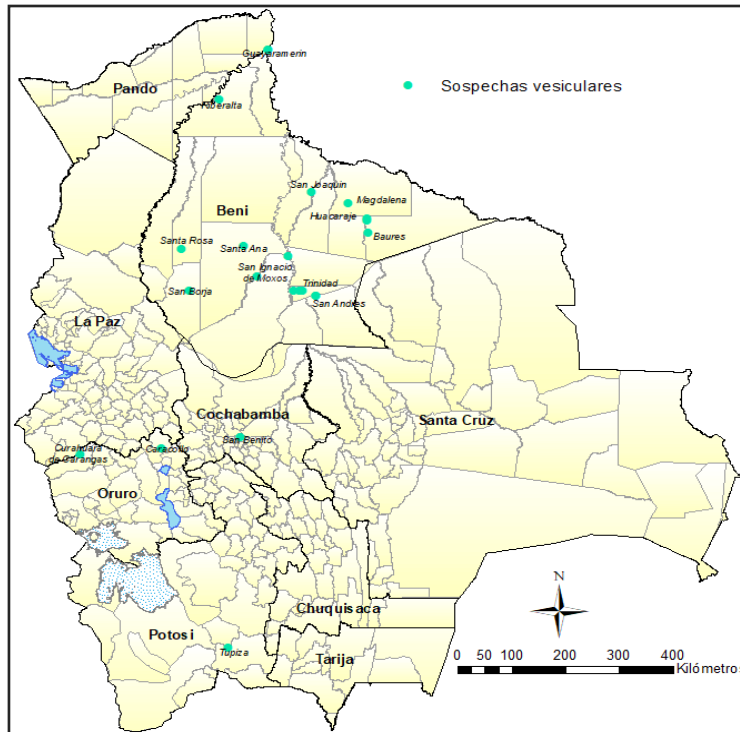 Guayaramerin
Pando
Sospechas vesiculares
Riberalta
San Joaquin
Magdalena
Beni
Huacaraje
Baures
Santa Rosa
Santa Ana
San Ignacio
de Moxos
Trinidad
San Borja
San Andres
La Paz
Cochabamba
Santa Cruz
San Benito
Caracollo
de Carangas
Oruro
N
Chuquisaca
Potosi
Tupiza
Tarija
0 50 100 200 300 400
Kilómetros